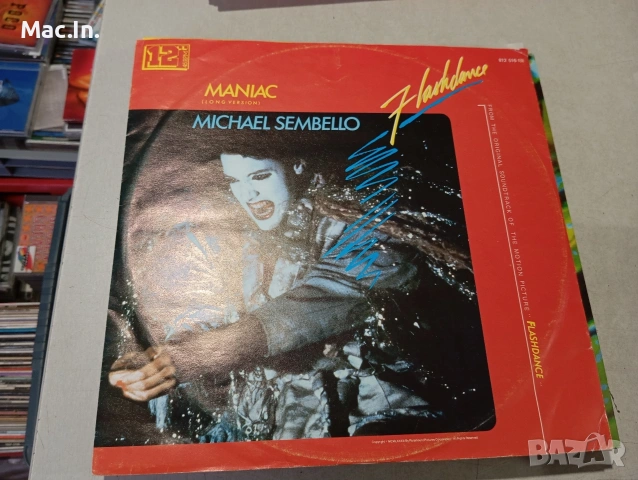 Mac.In.
12"
MANIAC
(LONG VERSION)
MICHAEL SEMBELLO
Flashdance
FROM THE ORIGINAL SOUNDTRACK OF THE MOTION PICTURE FLASHDANCE
BAZAR